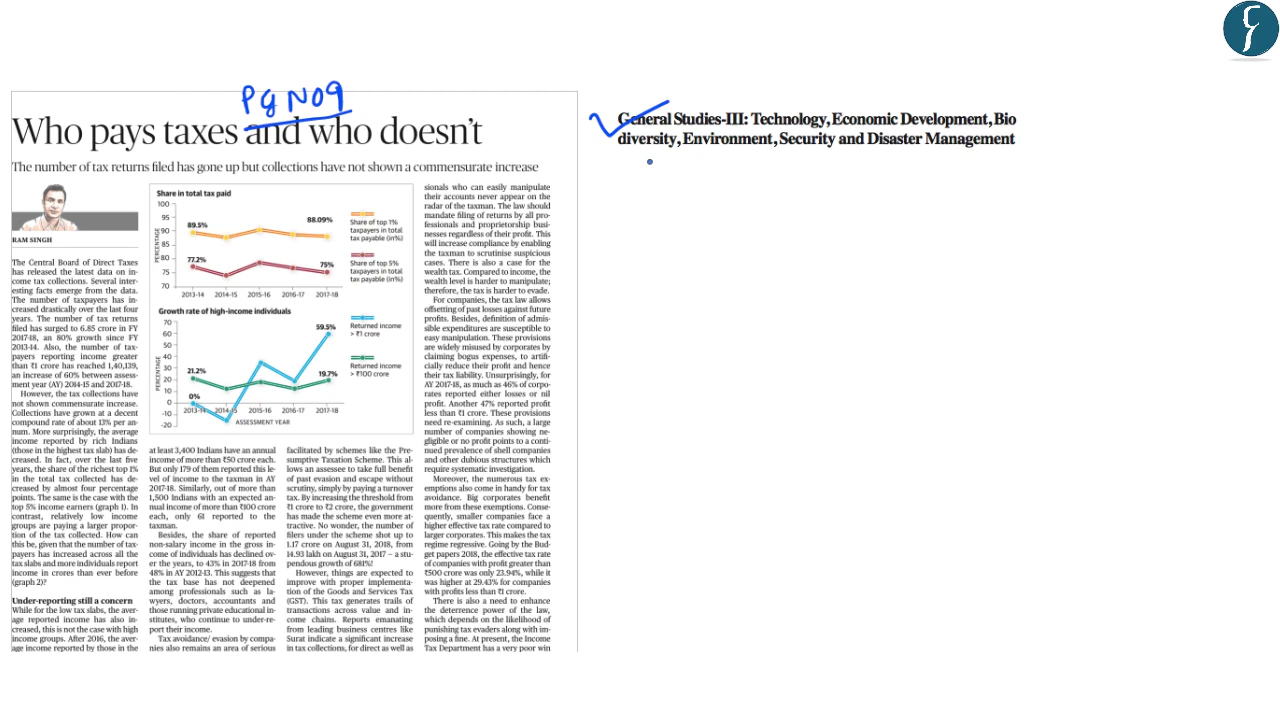 Pg No 9
Who pays taxes and who doesn't
The number of tax returns filed has gone up but collections have not shown a commensurate increase
RAM SINGH
The Central Board of Direct Taxes
has released the latest data on in-
come tax collections. Several inter-
esting facts emerge from the data.
The number of taxpayers has in-
creased drastically over the last four
years. The number of tax returns
filed has surged to 6.85 crore in FY
2017-18, an 80% growth since FY
2013-14. Also, the number of tax-
payers reporting income greater
than ₹1 crore has reached 1,40,139,
an increase of 60% between assess-
ment year (AY) 2014-15 and 2017-18.
However, the tax collections have
not shown commensurate increase.
Collections have grown at a decent
compound rate of about 13% per an-
num. More surprisingly, the average
income reported by rich Indians
(those in the highest tax slab) has de-
creased. In fact, over the last five
years, the share of the richest top 1%
in the total tax collected has de-
creased by almost four percentage
points. The same is the case with the
top 5% income earners (graph 1). In
contrast, relatively low income
groups are paying a larger propor-
tion of the tax collected. How can
this be, given that the number of tax-
payers has increased across all the
tax slabs and more individuals report
income in crores than ever before
(graph 2)?
Under-reporting still a concern
While for the low tax slabs, the aver-
age reported income has also in-
creased, this is not the case with high
income groups. After 2016, the aver-
age income reported by those in the
Share in total tax paid
PERCENTAGE
100
95
90
85
80
75
70
89.5%
88.09%
77.2%
75%
2013-14 2014-15 2015-16 2016-17 2017-18
Share of top 1%
taxpayers in total
tax payable (in%)
Share of top 5%
taxpayers in total
tax payable (in%)
Growth rate of high-income individuals
PERCENTAGE
70
60
50
40
30
20
10
0
-10
-20
21.2%
0%
59.5%
19.7%
2013-14 2014-15 2015-16 2016-17 2017-18
ASSESSMENT YEAR
Returned income
> ₹1 crore
Returned income
> ₹100 crore
at least 3,400 Indians have an annual
income of more than ₹50 crore each.
But only 179 of them reported this le-
vel of income to the taxman in AY
2017-18. Similarly, out of more than
1,500 Indians with an expected an-
nual income of more than ₹100 crore
each, only 61 reported to the
taxman.
Besides, the share of reported
non-salary income in the gross in-
come of individuals has declined ov-
er the years, to 43% in 2017-18 from
48% in AY 2012-13. This suggests that
the tax base has not deepened
among professionals such as la-
wyers, doctors, accountants and
those running private educational in-
stitutes, who continue to under-re-
port their income.
Tax avoidance/ evasion by compa-
nies also remains an area of serious
facilitated by schemes like the Pre-
sumptive Taxation Scheme. This al-
lows an assessee to take full benefit
of past evasion and escape without
scrutiny, simply by paying a turnover
tax. By increasing the threshold from
₹1 crore to ₹2 crore, the government
has made the scheme even more at-
tractive. No wonder, the number of
filers under the scheme shot up to
1.17 crore on August 31, 2018, from
14.93 lakh on August 31, 2017 – a stu-
pendous growth of 681%!
However, things are expected to
improve with proper implementa-
tion of the Goods and Services Tax
(GST). This tax generates trails of
transactions across value and in-
come chains. Reports emanating
from leading business centres like
Surat indicate a significant increase
in tax collections, for direct as well as
sionals who can easily manipulate
their accounts never appear on the
radar of the taxman. The law should
mandate filing of returns by all pro-
fessionals and proprietorship busi-
nesses regardless of their profit. This
will increase compliance by enabling
the taxman to scrutinise suspicious
cases. There is also a case for the
wealth tax. Compared to income, the
wealth level is harder to manipulate;
therefore, the tax is harder to evade.
For companies, the tax law allows
offsetting of past losses against future
profits. Besides, definition of admis-
sible expenditures are susceptible to
easy manipulation. These provisions
are widely misused by corporates by
claiming bogus expenses, to artifi-
cially reduce their profit and hence
their tax liability. Unsurprisingly, for
AY 2017-18, as much as 46% of corpo-
rates reported either losses or nil
profit. Another 47% reported profit
less than ₹1 crore. These provisions
need re-examining. As such, a large
number of companies showing ne-
gligible or no profit points to a conti-
nued prevalence of shell companies
and other dubious structures which
require systematic investigation.
Moreover, the numerous tax ex-
emptions also come in handy for tax
avoidance. Big corporates benefit
more from these exemptions. Conse-
quently, smaller companies face a
higher effective tax rate compared to
larger corporates. This makes the tax
regime regressive. Going by the Bud-
get papers 2018, the effective tax rate
of companies with profit greater than
₹500 crore was only 23.94%, while it
was higher at 29.43% for companies
with profits less than ₹1 crore.
There is also a need to enhance
the deterrence power of the law,
which depends on the likelihood of
punishing tax evaders along with im-
posing a fine. At present, the Income
Tax Department has a very poor win
General Studies-III: Technology, Economic Development, Bio
diversity, Environment, Security and Disaster Management